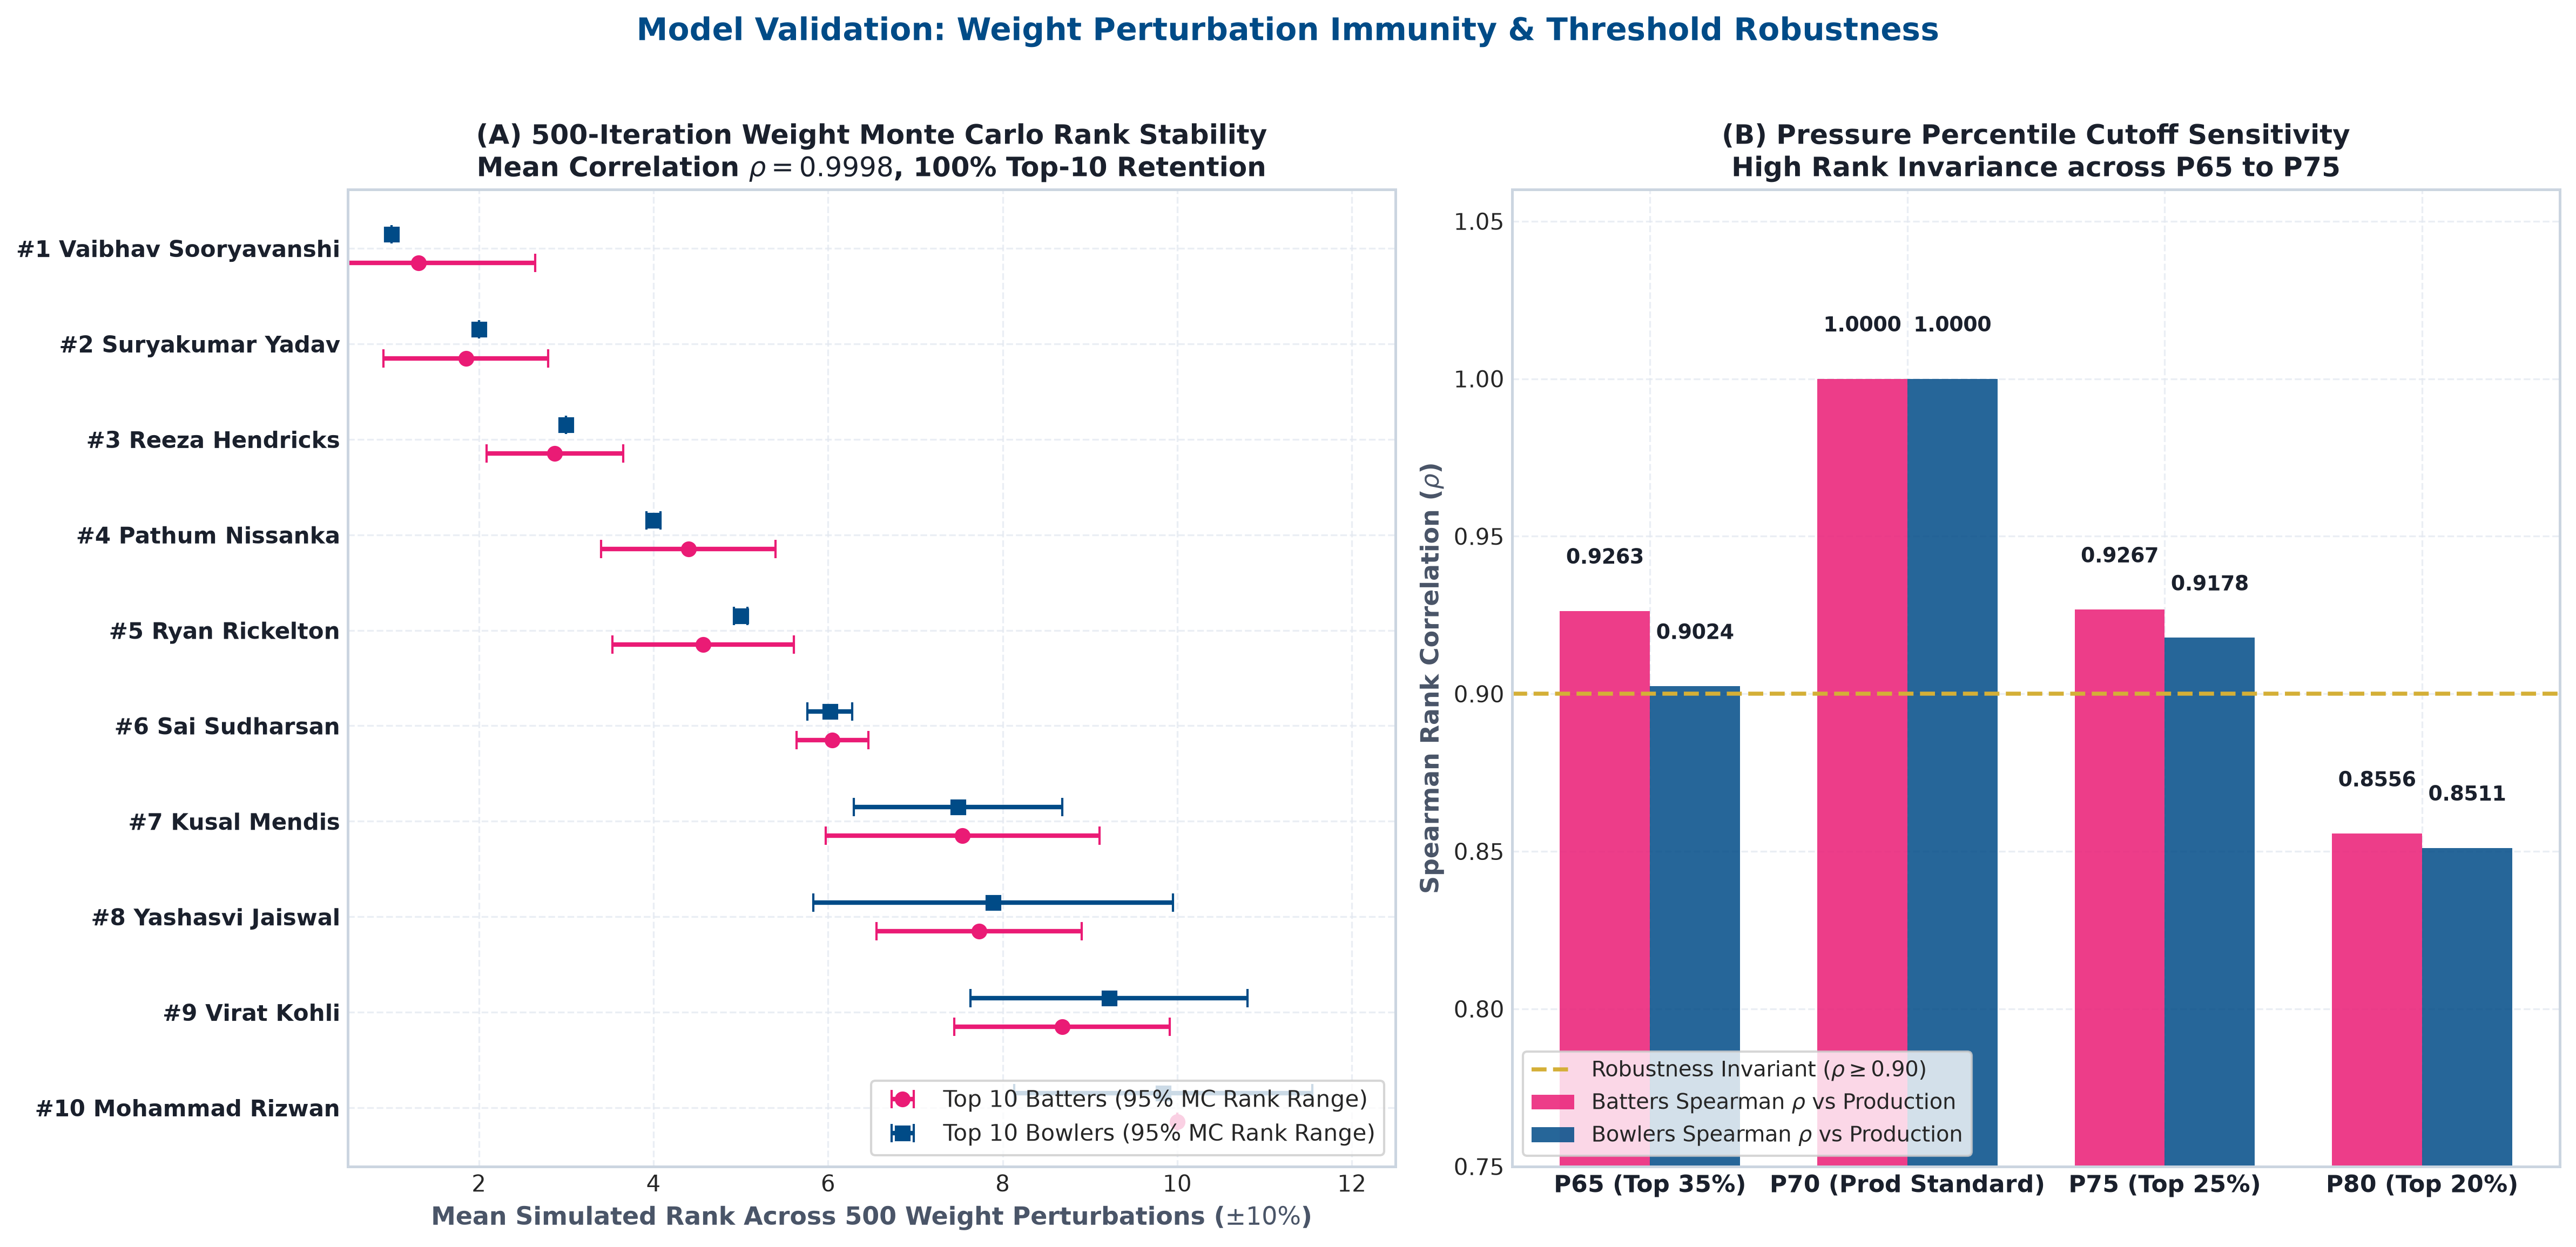 Model Validation: Weight Perturbation Immunity & Threshold Robustness
(A) 500-Iteration Weight Monte Carlo Rank Stability
Mean Correlation ρ = 0.9998, 100% Top-10 Retention
#1 Vaibhav Sooryavanshi
#2 Suryakumar Yadav
#3 Reeza Hendricks
#4 Pathum Nissanka
#5 Ryan Rickelton
#6 Sai Sudharsan
#7 Kusal Mendis
#8 Yashasvi Jaiswal
#9 Virat Kohli
#10 Mohammad Rizwan
Top 10 Batters (95% MC Rank Range)
Top 10 Bowlers (95% MC Rank Range)
2 4 6 8 10 12
Mean Simulated Rank Across 500 Weight Perturbations (±10%)
(B) Pressure Percentile Cutoff Sensitivity
High Rank Invariance across P65 to P75
Spearman Rank Correlation (ρ)
1.05
1.00
0.95
0.90
0.85
0.80
0.75
0.9263
0.9024
1.0000
1.0000
0.9267
0.9178
0.8556
0.8511
Robustness Invariant (ρ ≥ 0.90)
Batters Spearman ρ vs Production
Bowlers Spearman ρ vs Production
P65 (Top 35%) P70 (Prod Standard) P75 (Top 25%) P80 (Top 20%)